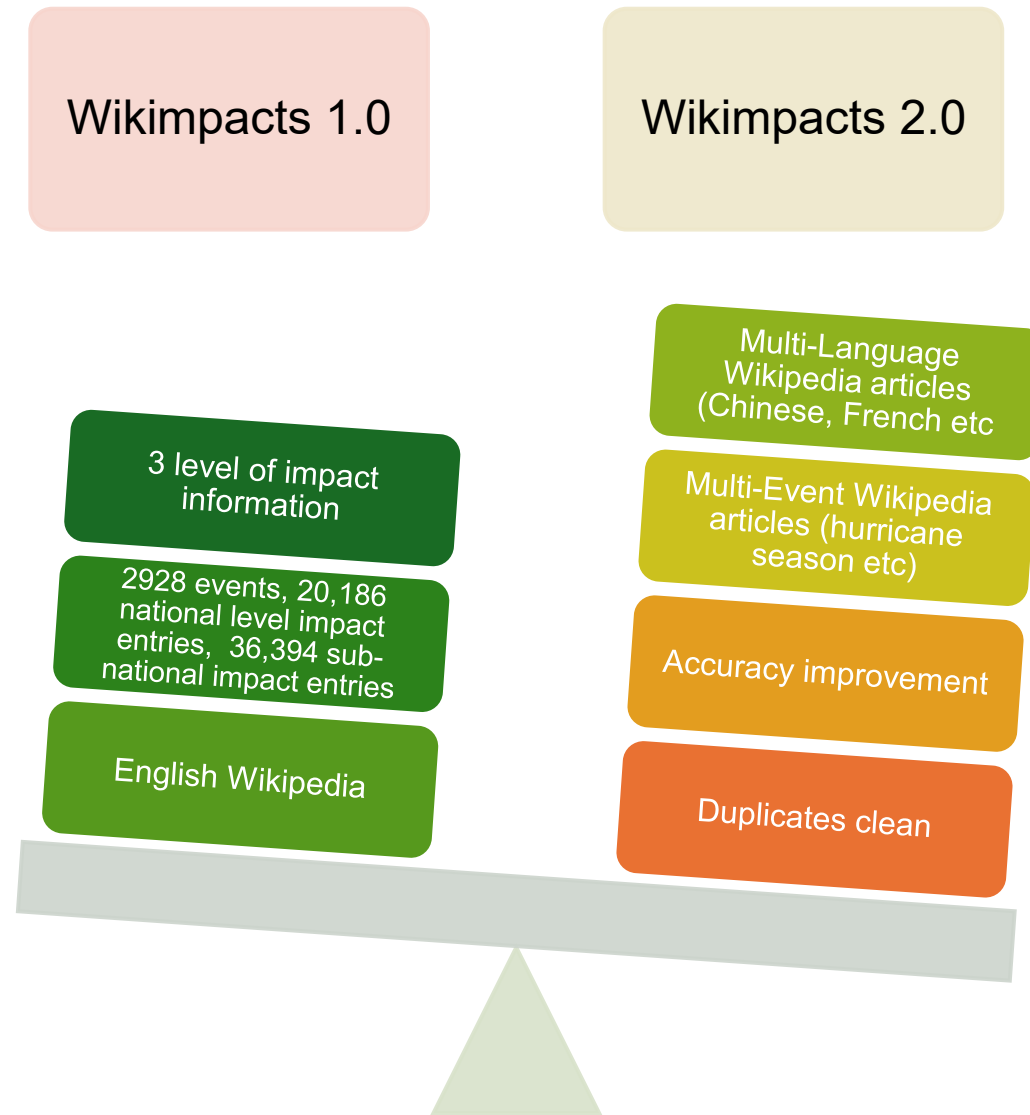 Wikimpacts 1.0
Wikimpacts 2.0
3 level of impact
information
2928 events, 20,186
national level impact
entries,  36,394 sub-
national impact entries
English Wikipedia
Multi-Language
Wikipedia articles
(Chinese, French etc
Multi-Event Wikipedia
articles (hurricane
season etc)
Accuracy improvement
Duplicates clean